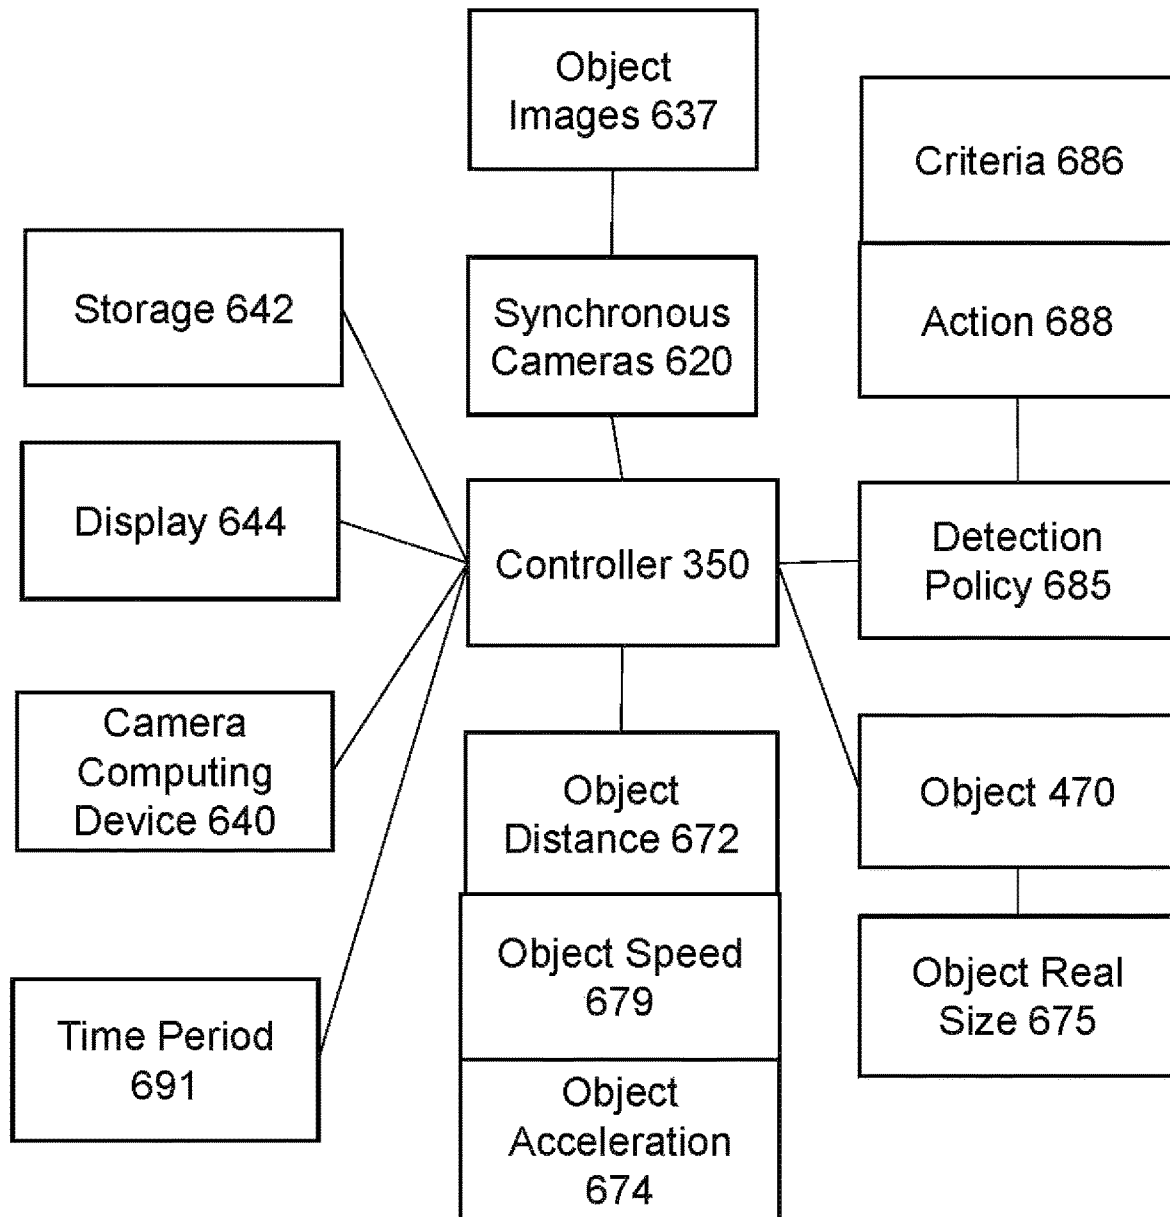 Object
Images 637
Criteria 686
Storage 642
Synchronous
Cameras 620
Action 688
Display 644
Controller 350
Detection
Policy 685
Camera
Computing
Device 640
Object
Distance 672
Object 470
Object Speed
679
Object Real
Size 675
Time Period
691
Object
Acceleration
674